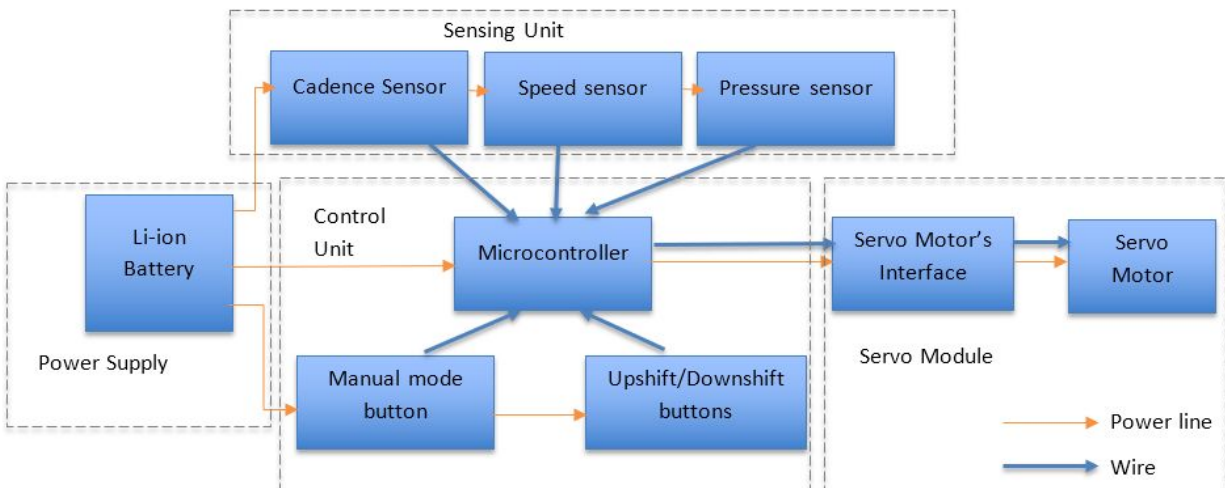 Sensing Unit
Cadence Sensor
Speed sensor
Pressure sensor
Li-ion
Battery
Power Supply
Control
Unit
Microcontroller
Manual mode
button
Upshift/Downshift
buttons
Servo Motor’s
Interface
Servo
Motor
Servo Module
Power line
Wire